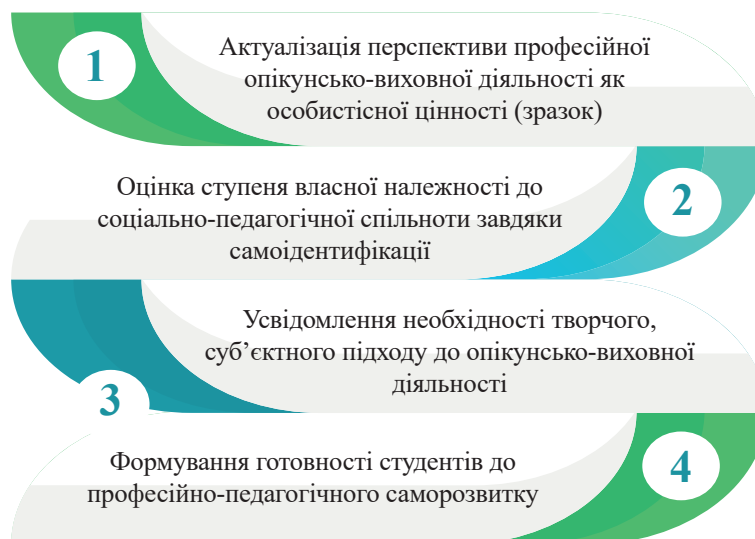 1
Актуалізація перспективи професійної
опікунсько-виховної діяльності як
особистісної цінності (зразок)
Оцінка ступеня власної належності до
соціально-педагогічної спільноти завдяки
самоідентифікації
2
Усвідомлення необхідності творчого,
суб’єктного підходу до опікунсько-виховної
діяльності
3
Формування готовності студентів до
професійно-педагогічного саморозвитку
4